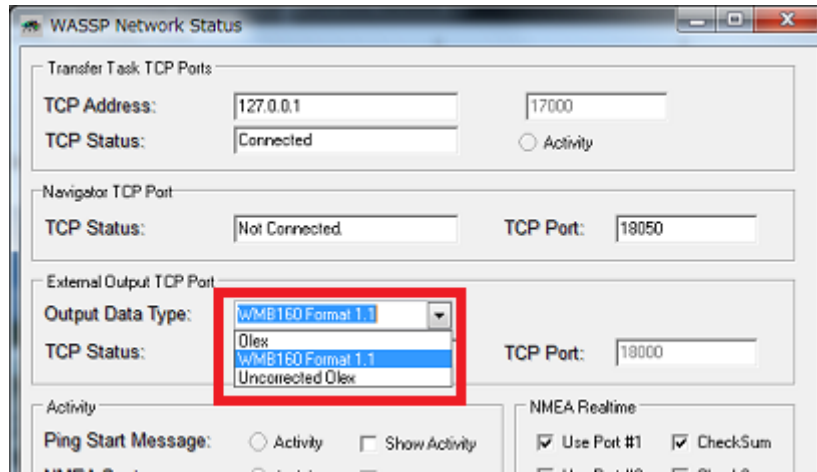 WASSP Network Status
Transfer Task TCP Ports
TCP Address: 127.0.0.1 17000
TCP Status: Connected Activity
Navigator TCP Port
TCP Status: Not Connected. TCP Port: 18050
External Output TCP Port
Output Data Type: WMB160 Format 1.1
Olex
TCP Status: WMB160 Format 1.1 TCP Port: 18000
Uncorrected Olex
Activity NMEA Realtime
Ping Start Message: Activity Show Activity Use Port #1 CheckSum